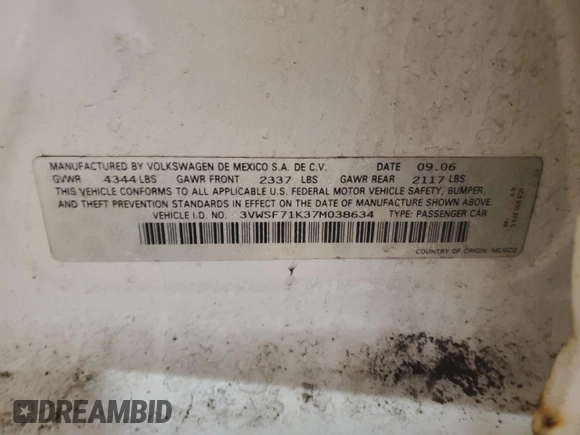 MANUFACTURED BY VOLKSWAGEN DE MEXICO S.A. DE C.V. DATE 09.06
GVWR 4344 LBS GAWR FRONT 2337 LBS GAWR REAR 2117 LBS
THIS VEHICLE CONFORMS TO ALL APPLICABLE U.S. FEDERAL MOTOR VEHICLE SAFETY, BUMPER,
AND THEFT PREVENTION STANDARDS IN EFFECT ON THE DATE OF MANUFACTURE SHOWN ABOVE.
VEHICLE I.D. NO. 3VWSF71K37M038634 TYPE: PASSENGER CAR
COUNTRY OF ORIGIN: MEXICO
DREAMBID